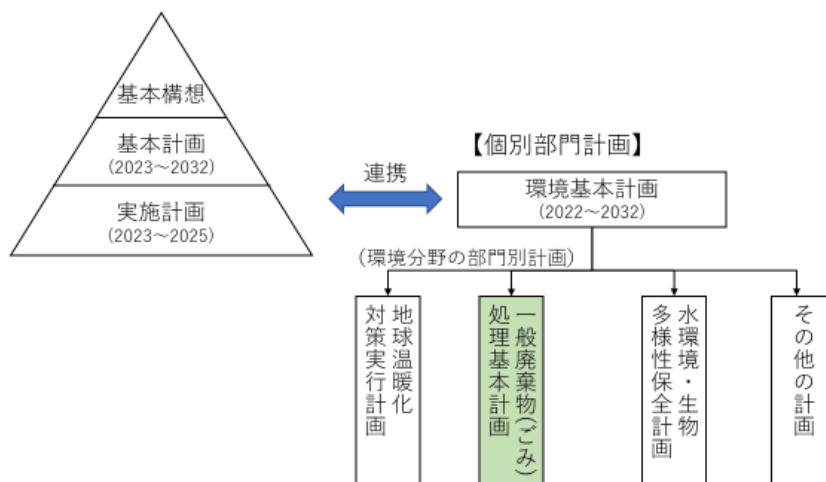 基本構想
基本計画
(2023～2032)
実施計画
(2023～2025)
連携
【個別部門計画】
環境基本計画
(2022～2032)
(環境分野の部門別計画)
地球温暖化
対策実行計画
一般廃棄物(ごみ)
処理基本計画
水環境・生物
多様性保全計画
その他の計画